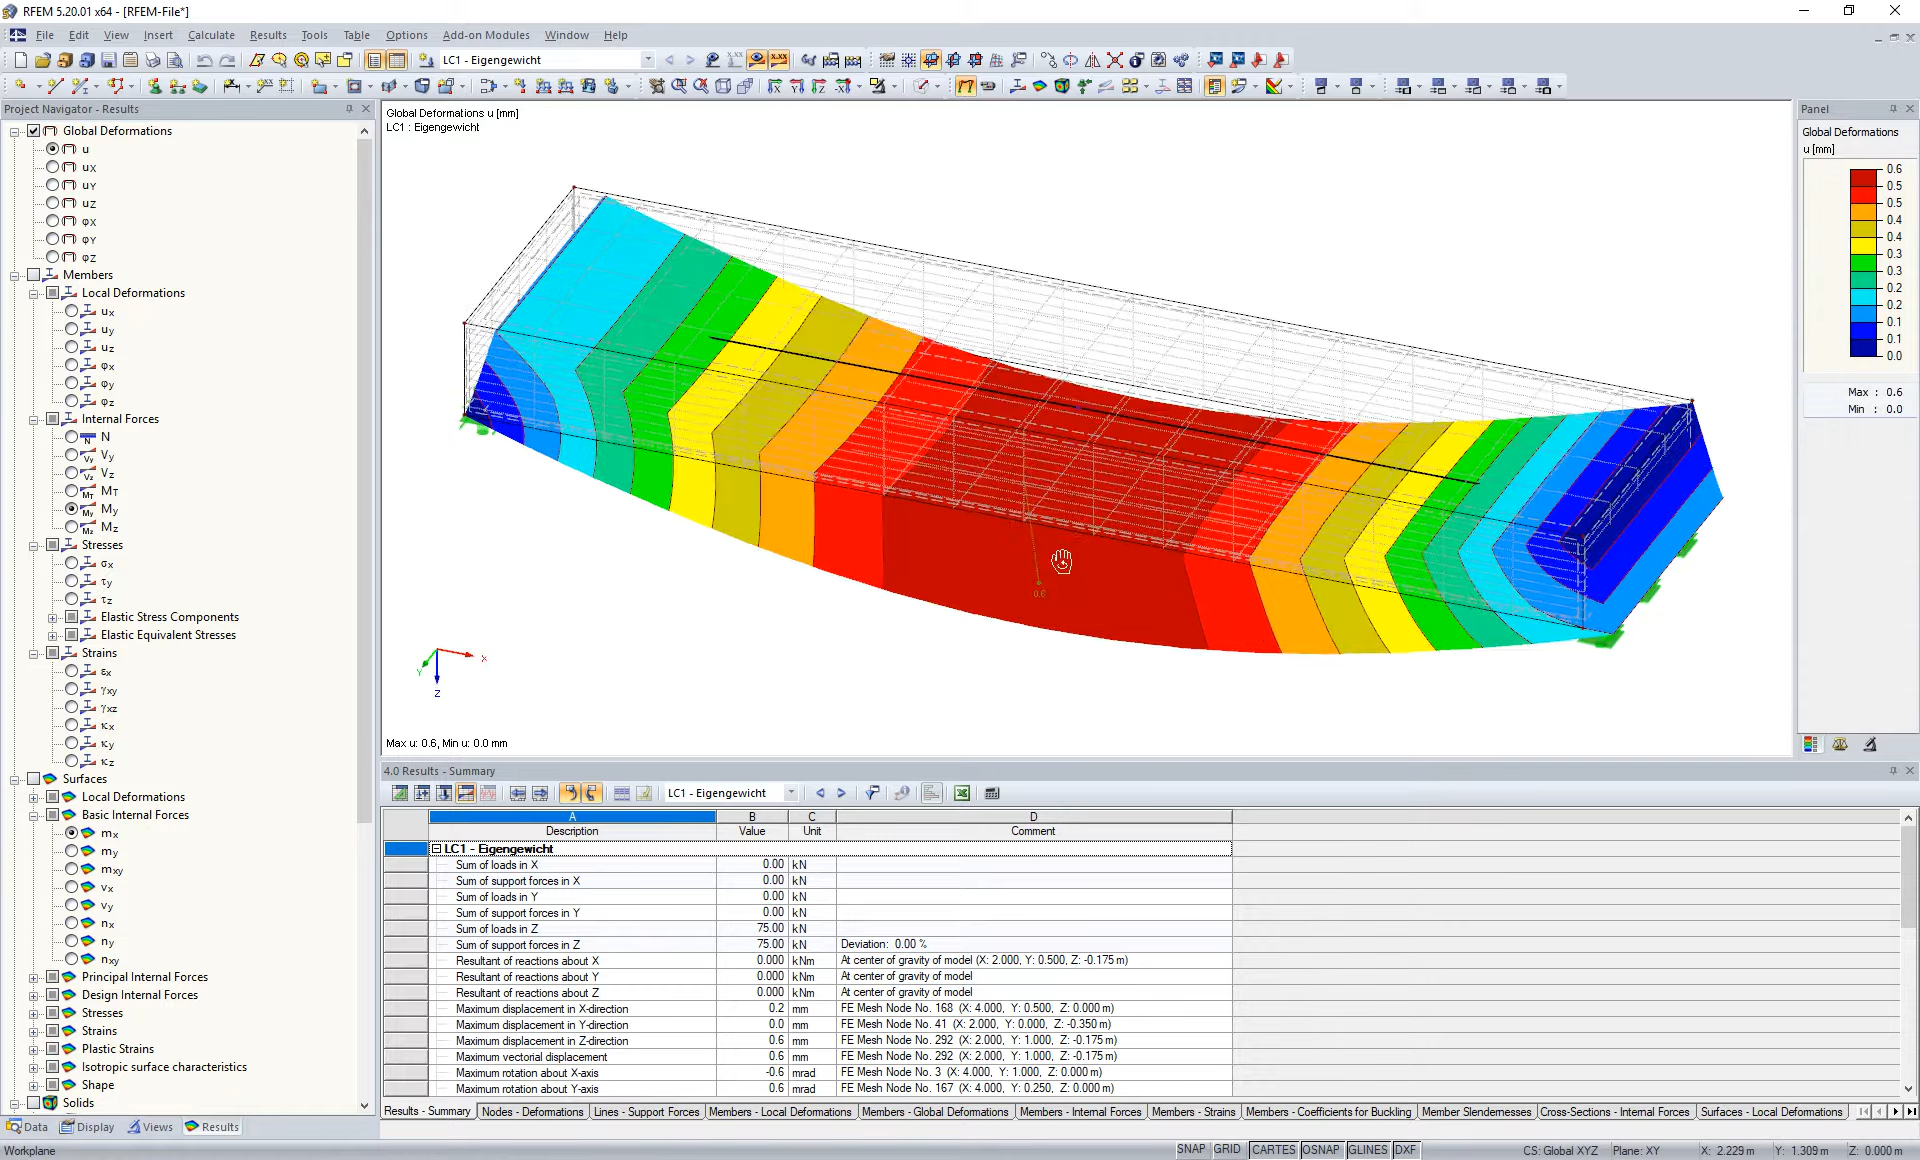 RFEM 5.20.01 x64 - [RFEM-File*]
File Edit View Insert Calculate Results Tools Table Options Add-on Modules Window Help
LC1 - Eigengewicht
Project Navigator - Results
Global Deformations
u
uX
uY
uZ
φX
φY
φZ
Members
Local Deformations
ux
uy
uz
φx
φy
φz
Internal Forces
N
Vy
Vz
MT
My
Mz
Stresses
σx
τy
τz
Elastic Stress Components
Elastic Equivalent Stresses
Strains
εx
γxy
γxz
κx
κy
κz
Surfaces
Local Deformations
Basic Internal Forces
mx
my
mxy
vx
vy
nx
ny
nxy
Principal Internal Forces
Design Internal Forces
Stresses
Strains
Plastic Strains
Isotropic surface characteristics
Shape
Solids
Data Display Views Results
Global Deformations u [mm]
LC1 : Eigengewicht
0.6
X
Y
Z
Max u: 0.6, Min u: 0.0 mm
Panel
Global Deformations
u [mm]
0.6
0.5
0.5
0.4
0.4
0.3
0.3
0.2
0.2
0.1
0.1
0.0
Max : 0.6
Min : 0.0
4.0 Results - Summary
LC1 - Eigengewicht
A B C D
Description Value Unit Comment
LC1 - Eigengewicht
Sum of loads in X 0.00 kN
Sum of support forces in X 0.00 kN
Sum of loads in Y 0.00 kN
Sum of support forces in Y 0.00 kN
Sum of loads in Z 75.00 kN
Sum of support forces in Z 75.00 kN Deviation: 0.00 %
Resultant of reactions about X 0.000 kNm At center of gravity of model (X: 2.000, Y: 0.500, Z: -0.175 m)
Resultant of reactions about Y 0.000 kNm At center of gravity of model
Resultant of reactions about Z 0.000 kNm At center of gravity of model
Maximum displacement in X-direction 0.2 mm FE Mesh Node No. 168 (X: 4.000, Y: 0.500, Z: 0.000 m)
Maximum displacement in Y-direction 0.0 mm FE Mesh Node No. 41 (X: 2.000, Y: 0.000, Z: -0.350 m)
Maximum displacement in Z-direction 0.6 mm FE Mesh Node No. 292 (X: 2.000, Y: 1.000, Z: -0.175 m)
Maximum vectorial displacement 0.6 mm FE Mesh Node No. 292 (X: 2.000, Y: 1.000, Z: -0.175 m)
Maximum rotation about X-axis -0.6 mrad FE Mesh Node No. 3 (X: 4.000, Y: 1.000, Z: 0.000 m)
Maximum rotation about Y-axis 0.6 mrad FE Mesh Node No. 167 (X: 4.000, Y: 0.250, Z: 0.000 m)
Results - Summary Nodes - Deformations Lines - Support Forces Members - Local Deformations Members - Global Deformations Members - Internal Forces Members - Strains Members - Coefficients for Buckling Member Slendernesses Cross-Sections - Internal Forces Surfaces - Local Deformations
Workplane SNAP GRID CARTES OSNAP GLINES DXF CS: Global XYZ Plane: XY X: 2.229 m Y: 1.309 m Z: 0.000 m